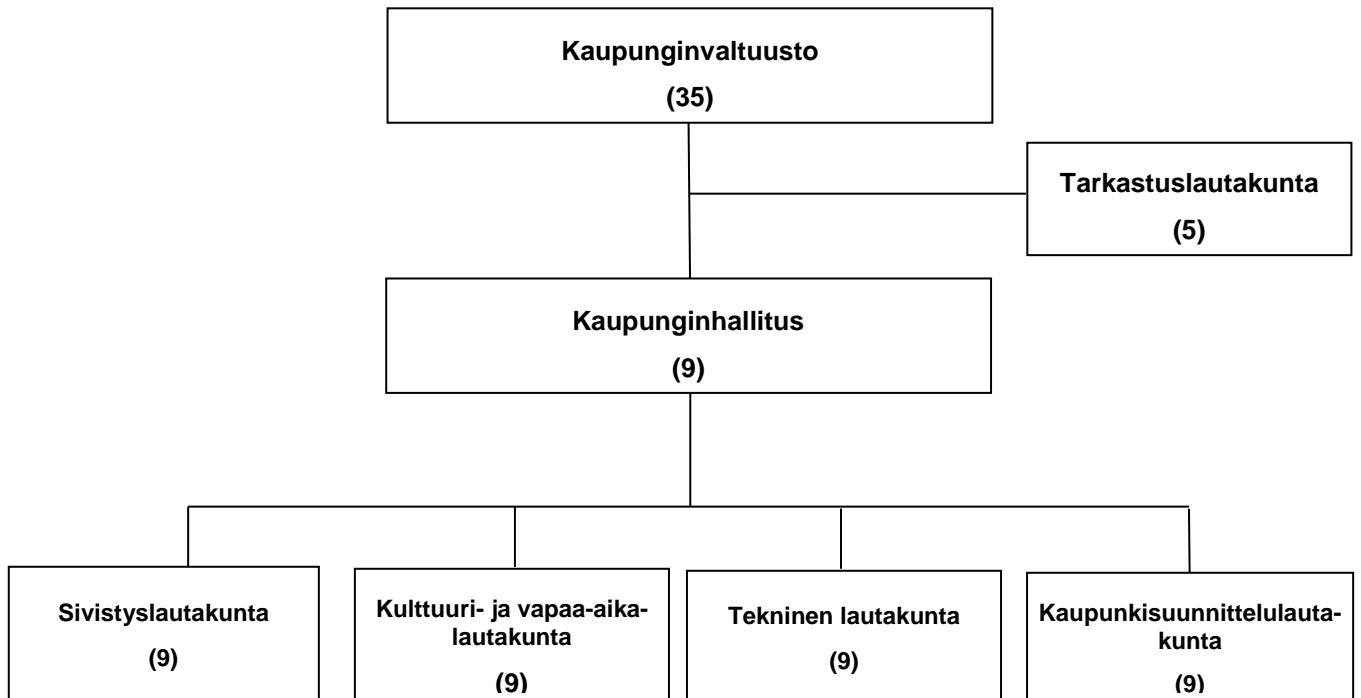 Kaupunginvaltuusto
(35)
Tarkastuslautakunta
(5)
Kaupunginhallitus
(9)
Sivistyslautakunta
(9)
Kulttuuri- ja vapaa-aika-
lautakunta
(9)
Tekninen lautakunta
(9)
Kaupunkisuunnittelulauta-
kunta
(9)